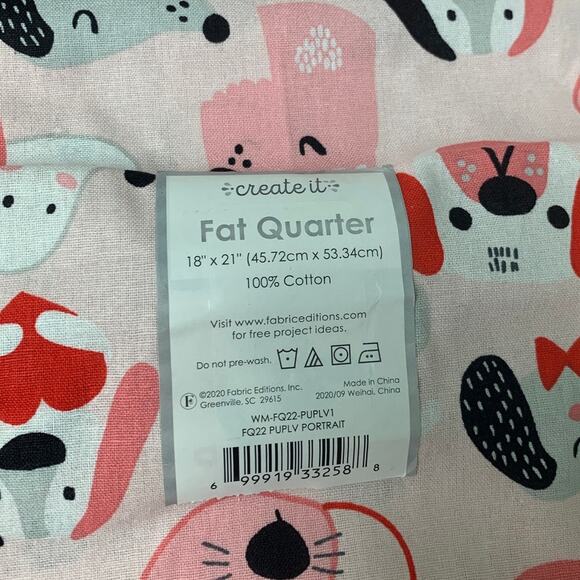 create it
Fat Quarter
18" x 21" (45.72cm x 53.34cm)
100% Cotton
Visit www.fabriceditions.com
for free project ideas.
Do not pre-wash.
F ©2020 Fabric Editions, Inc. Made in China
Greenville, SC 29615 2020/09 Weihai, China
WM-FQ22-PUPLV1
FQ22 PUPLV PORTRAIT
6 99919 33258 8